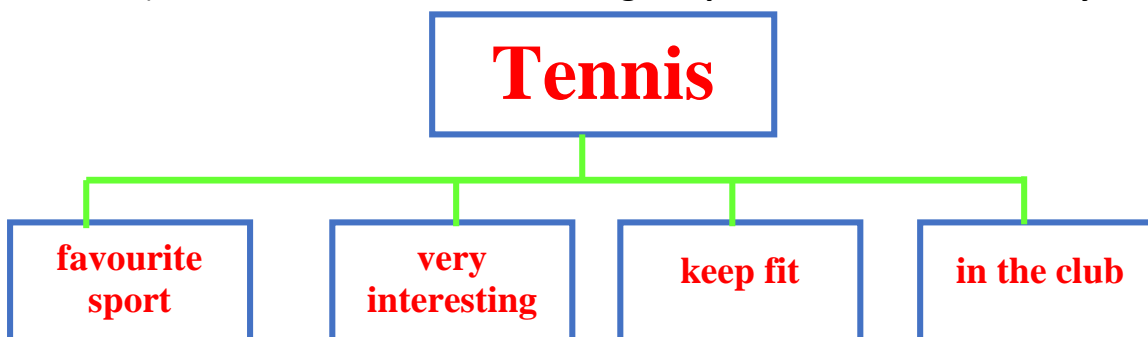 Tennis
favourite
sport
very
interesting
keep fit
in the club